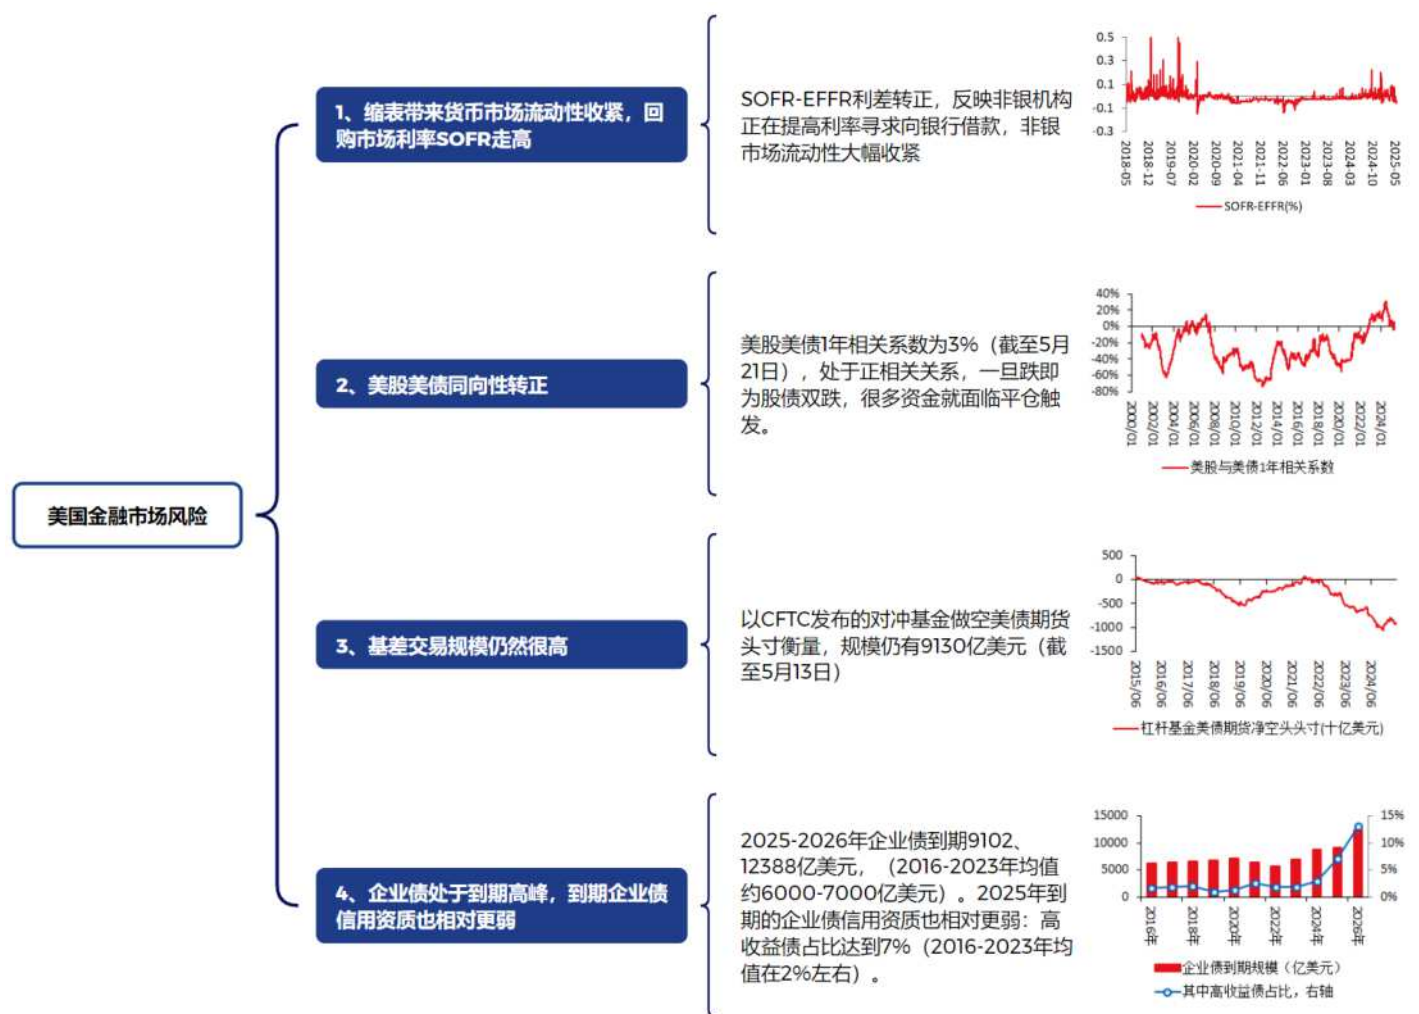 美国金融市场风险
1、缩表带来货币市场流动性收紧，回
购市场利率SOFR走高
SOFR-EFFR利差转正，反映非银机构
正在提高利率寻求向银行借款，非银
市场流动性大幅收紧
0.5
0.3
0.1
-0.1
-0.3
2018-05
2018-12
2019-07
2020-02
2020-09
2021-04
2021-11
2022-06
2023-01
2023-08
2024-03
2024-10
2025-05
SOFR-EFFR(%)
2、美股美债同向性转正
美股美债1年相关系数为3%（截至5月
21日），处于正相关关系，一旦跌即
为股债双跌，很多资金就面临平仓触
发。
40%
20%
0%
-20%
-40%
-60%
-80%
2000/01
2002/01
2004/01
2006/01
2008/01
2010/01
2012/01
2014/01
2016/01
2018/01
2020/01
2022/01
2024/01
美股与美债1年相关系数
3、基差交易规模仍然很高
以CFTC发布的对冲基金做空美债期货
头寸衡量，规模仍有9130亿美元（截
至5月13日）
500
0
-500
-1000
-1500
2015/06
2016/06
2017/06
2018/06
2019/06
2020/06
2021/06
2022/06
2023/06
2024/06
杠杆基金美债期货净空头头寸(十亿美元)
4、企业债处于到期高峰，到期企业债
信用资质也相对更弱
2025-2026年企业债到期9102、
12388亿美元，（2016-2023年均值
约6000-7000亿美元）。2025年到
期的企业债信用资质也相对更弱：高
收益债占比达到7%（2016-2023年均
值在2%左右）。
15000
10000
5000
0
15%
10%
5%
0%
2016年
2018年
2020年
2022年
2024年
2026年
企业债到期规模（亿美元）
其中高收益债占比，右轴